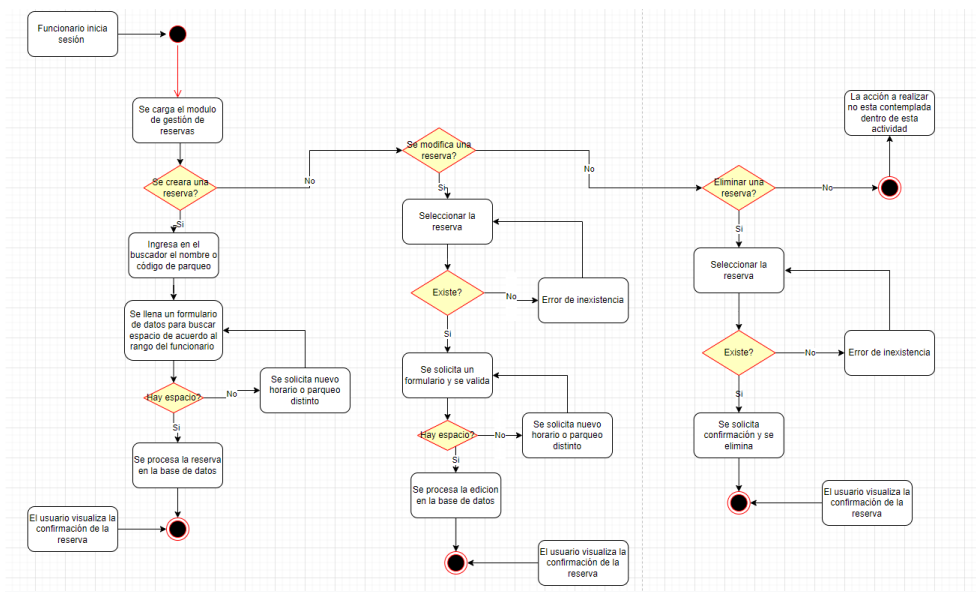 Funcionario inicia
sesión
Se carga el modulo
de gestión de
reservas
Se creara una
reserva?
No
Si
Ingresa en el
buscador el nombre o
código de parqueo
Se llena un formulario
de datos para buscar
espacio de acuerdo al
rango del funcionario
Hay espacio?
No
Se solicita nuevo
horario o parqueo
distinto
Si
Se procesa la reserva
en la base de datos
El usuario visualiza la
confirmación de la
reserva
Se modifica una
reserva?
No
Si
Seleccionar la
reserva
Existe?
No
Error de inexistencia
Si
Se solicita un
formulario y se valida
Hay espacio?
No
Se solicita nuevo
horario o parqueo
distinto
Si
Se procesa la edicion
en la base de datos
El usuario visualiza la
confirmación de la
reserva
Eliminar una
reserva?
No
La acción a realizar
no esta contemplada
dentro de esta
actividad
Si
Seleccionar la
reserva
Existe?
No
Error de inexistencia
Si
Se solicita
confirmación y se
elimina
El usuario visualiza la
confirmación de la
reserva